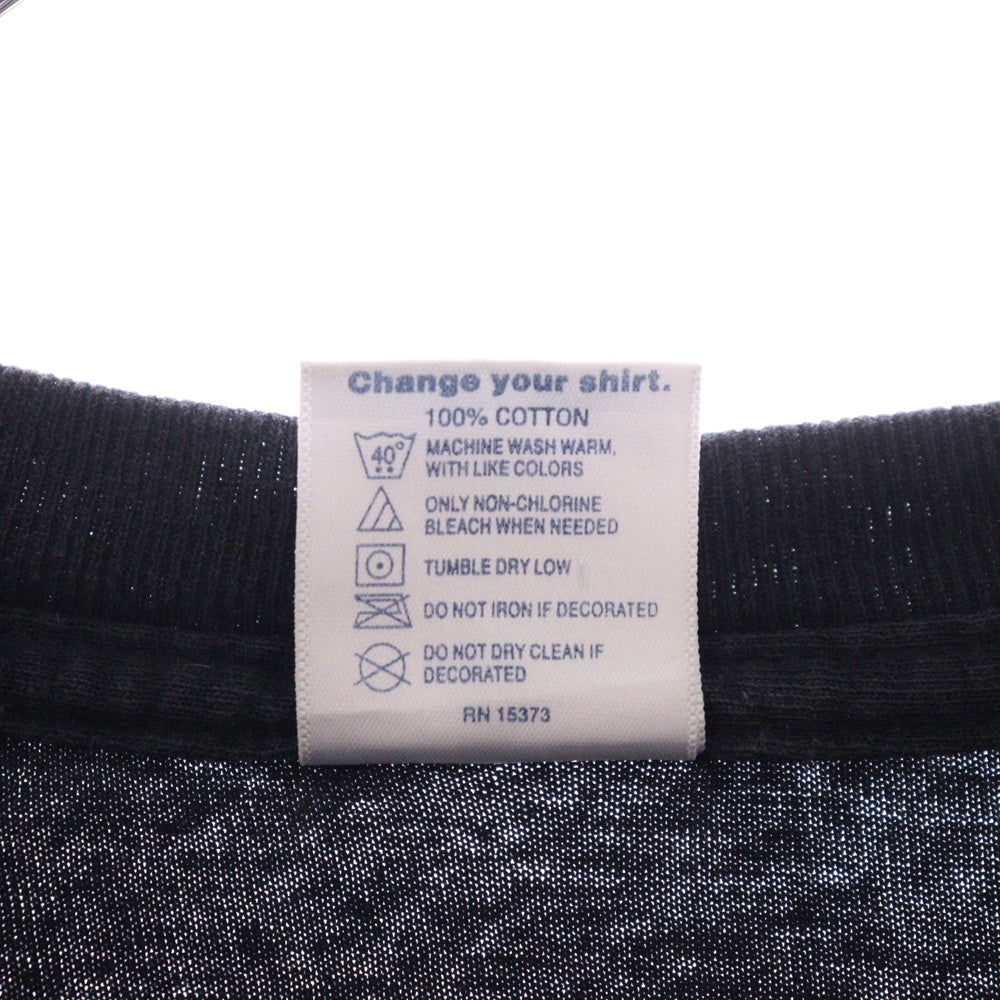 Change your shirt.
100% COTTON
40°
MACHINE WASH WARM,
WITH LIKE COLORS
ONLY NON-CHLORINE
BLEACH WHEN NEEDED
TUMBLE DRY LOW
DO NOT IRON IF DECORATED
DO NOT DRY CLEAN IF
DECORATED
RN 15373